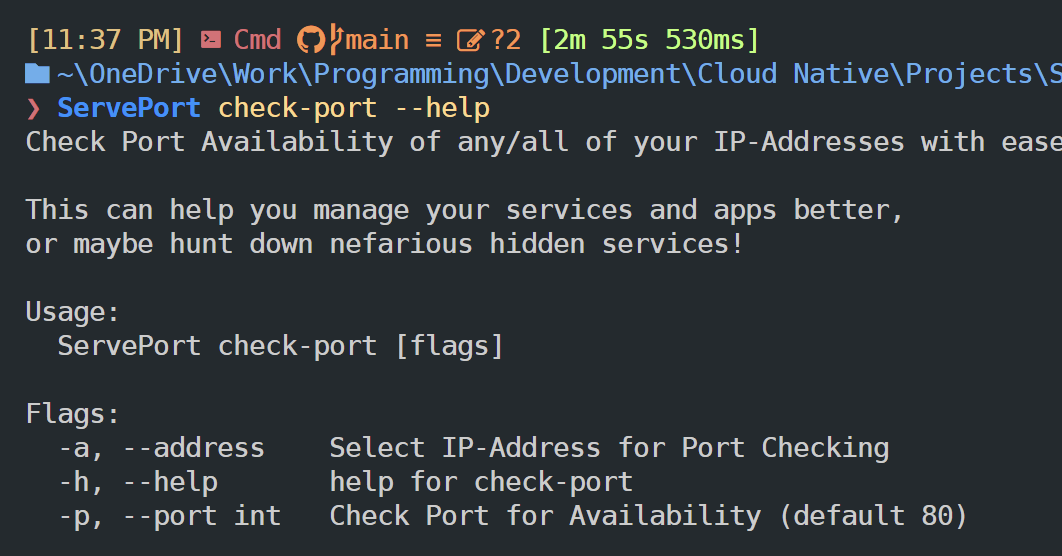 [11:37 PM] Cmd main ≡ ?2 [2m 55s 530ms]
~\OneDrive\Work\Programming\Development\Cloud Native\Projects\S
❯ ServePort check-port --help
Check Port Availability of any/all of your IP-Addresses with ease
This can help you manage your services and apps better,
or maybe hunt down nefarious hidden services!
Usage:
ServePort check-port [flags]
Flags:
-a, --address Select IP-Address for Port Checking
-h, --help help for check-port
-p, --port int Check Port for Availability (default 80)